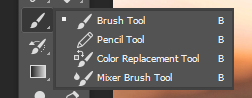 Brush Tool B
Pencil Tool B
Color Replacement Tool B
Mixer Brush Tool B